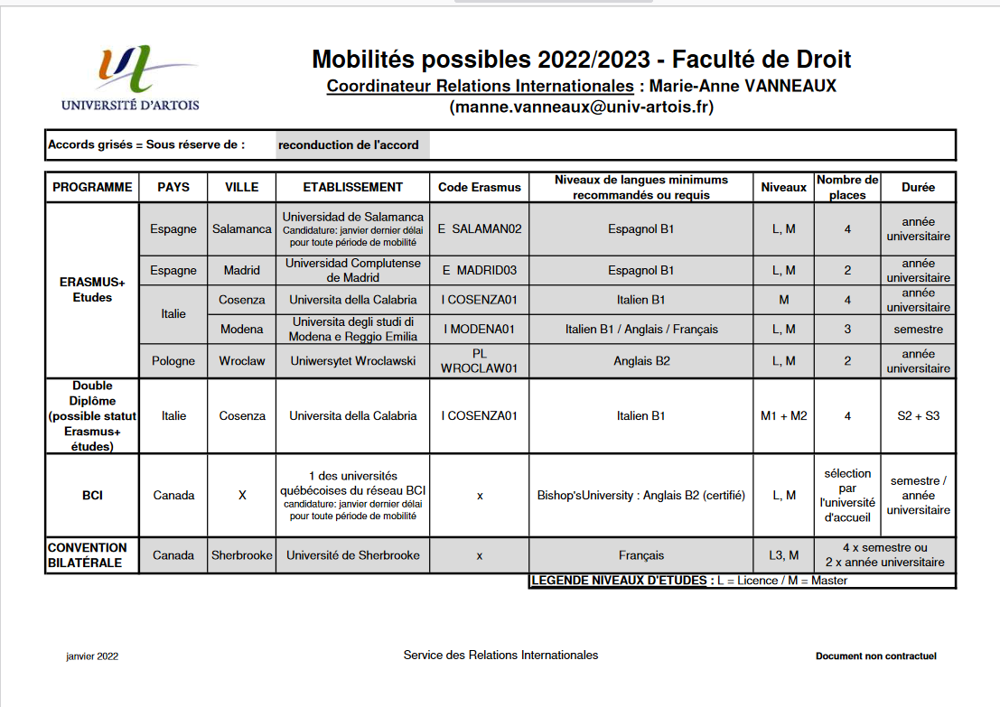 UNIVERSITÉ D'ARTOIS
Mobilités possibles 2022/2023 - Faculté de Droit
Coordinateur Relations Internationales : Marie-Anne VANNEAUX
(manne.vanneaux@univ-artois.fr)
Accords grisés = Sous réserve de : reconduction de l'accord
PROGRAMME PAYS VILLE ETABLISSEMENT Code Erasmus Niveaux de langues minimums
recommandés ou requis Niveaux Nombre de
places Durée
ERASMUS+
Etudes
Espagne Salamanca Universidad de Salamanca
Candidature: janvier dernier délai
pour toute période de mobilité
E SALAMAN02 Espagnol B1 L, M 4 année
universitaire
Espagne Madrid Universidad Complutense
de Madrid
E MADRID03 Espagnol B1 L, M 2 année
universitaire
Italie
Cosenza Universita della Calabria I COSENZA01 Italien B1 M 4 année
universitaire
Modena Universita degli studi di
Modena e Reggio Emilia
I MODENA01 Italien B1 / Anglais / Français L, M 3 semestre
Pologne Wroclaw Uniwersytet Wroclawski PL
WROCLAW01
Anglais B2 L, M 2 année
universitaire
Double
Diplôme
(possible statut
Erasmus+
études)
Italie Cosenza Universita della Calabria I COSENZA01 Italien B1 M1 + M2 4 S2 + S3
BCI Canada X 1 des universités
québécoises du réseau BCI
candidature: janvier dernier délai
pour toute période de mobilité
x Bishop'sUniversity : Anglais B2 (certifié) L, M sélection
par
l'université
d'accueil
semestre /
année
universitaire
CONVENTION
BILATÉRALE
Canada Sherbrooke Université de Sherbrooke x Français L3, M 4 x semestre ou
2 x année universitaire
LEGENDE NIVEAUX D'ETUDES : L = Licence / M = Master
janvier 2022 Service des Relations Internationales Document non contractuel